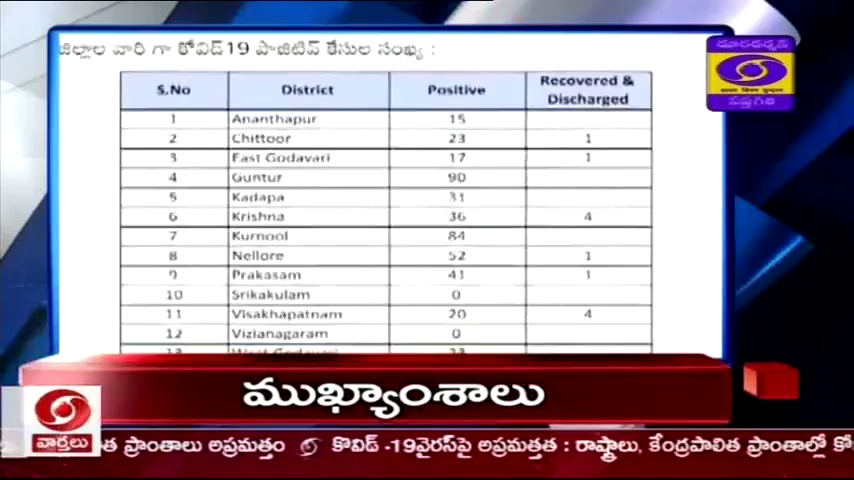 జిల్లాల వారి గా కోవిడ్19 పాజిటివ్ కేసుల సంఖ్య :
S.No District Positive Recovered & Discharged
1 Ananthapur 15
2 Chittoor 23 1
3 East Godavari 17 1
4 Guntur 90
5 Kadapa 31
6 Krishna 36 4
7 Kurnool 84
8 Nellore 52 1
9 Prakasam 41 1
10 Srikakulam 0
11 Visakhapatnam 20 4
12 Vizianagaram 0
13 West Godavari
దూరదర్శన్
సప్తగిరి
ముఖ్యాంశాలు
వార్తలు
ప్రాంతాలు అప్రమత్తం కొవిడ్ -19వైరస్‌పై అప్రమత్తత : రాష్ట్రాలు, కేంద్రపాలిత ప్రాంతాల్లో